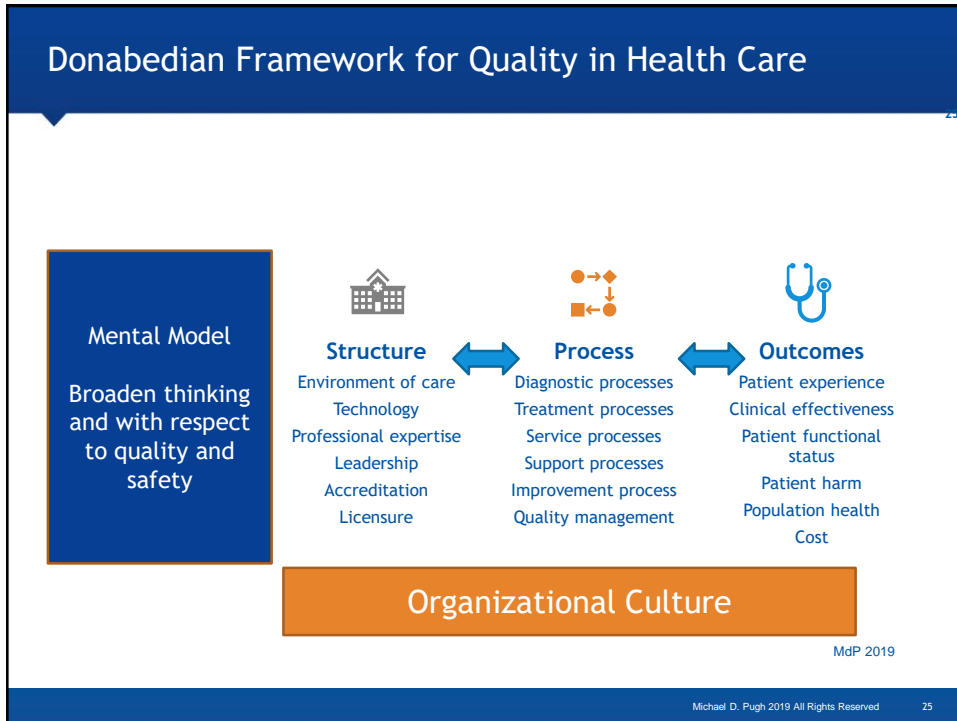 Donabedian Framework for Quality in Health Care
25
Mental Model
Broaden thinking
and with respect
to quality and
safety
Structure
Environment of care
Technology
Professional expertise
Leadership
Accreditation
Licensure
Process
Diagnostic processes
Treatment processes
Service processes
Support processes
Improvement process
Quality management
Outcomes
Patient experience
Clinical effectiveness
Patient functional
status
Patient harm
Population health
Cost
Organizational Culture
MdP 2019
Michael D. Pugh 2019 All Rights Reserved 25